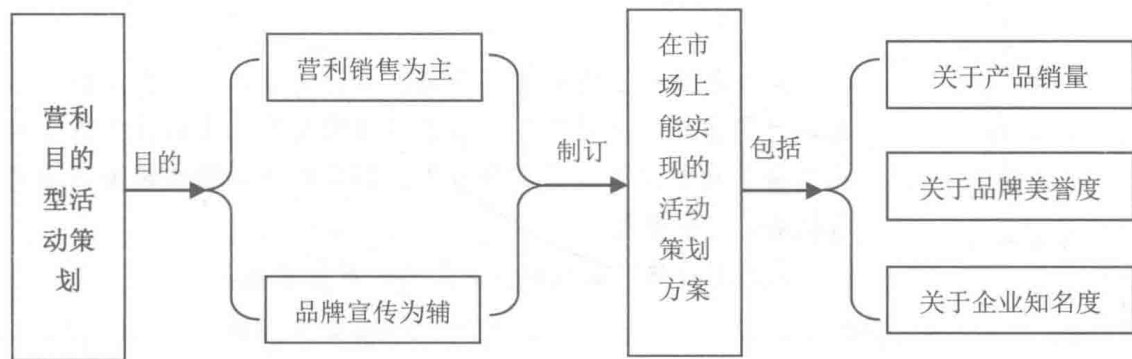 营利
目的
型活
动策
划
目的
营利销售为主
品牌宣传为辅
制订
在市
场上
能实
现的
活动
策划
方案
包括
关于产品销量
关于品牌美誉度
关于企业知名度